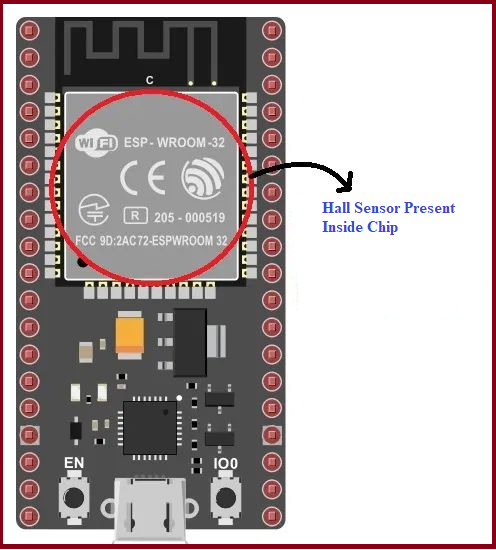 C
WiFi ESP - WROOM -32
CE
R 205 - 000519
FCC 9D:2AC72-ESPWROOM 32
Hall Sensor Present
Inside Chip
EN
IO0